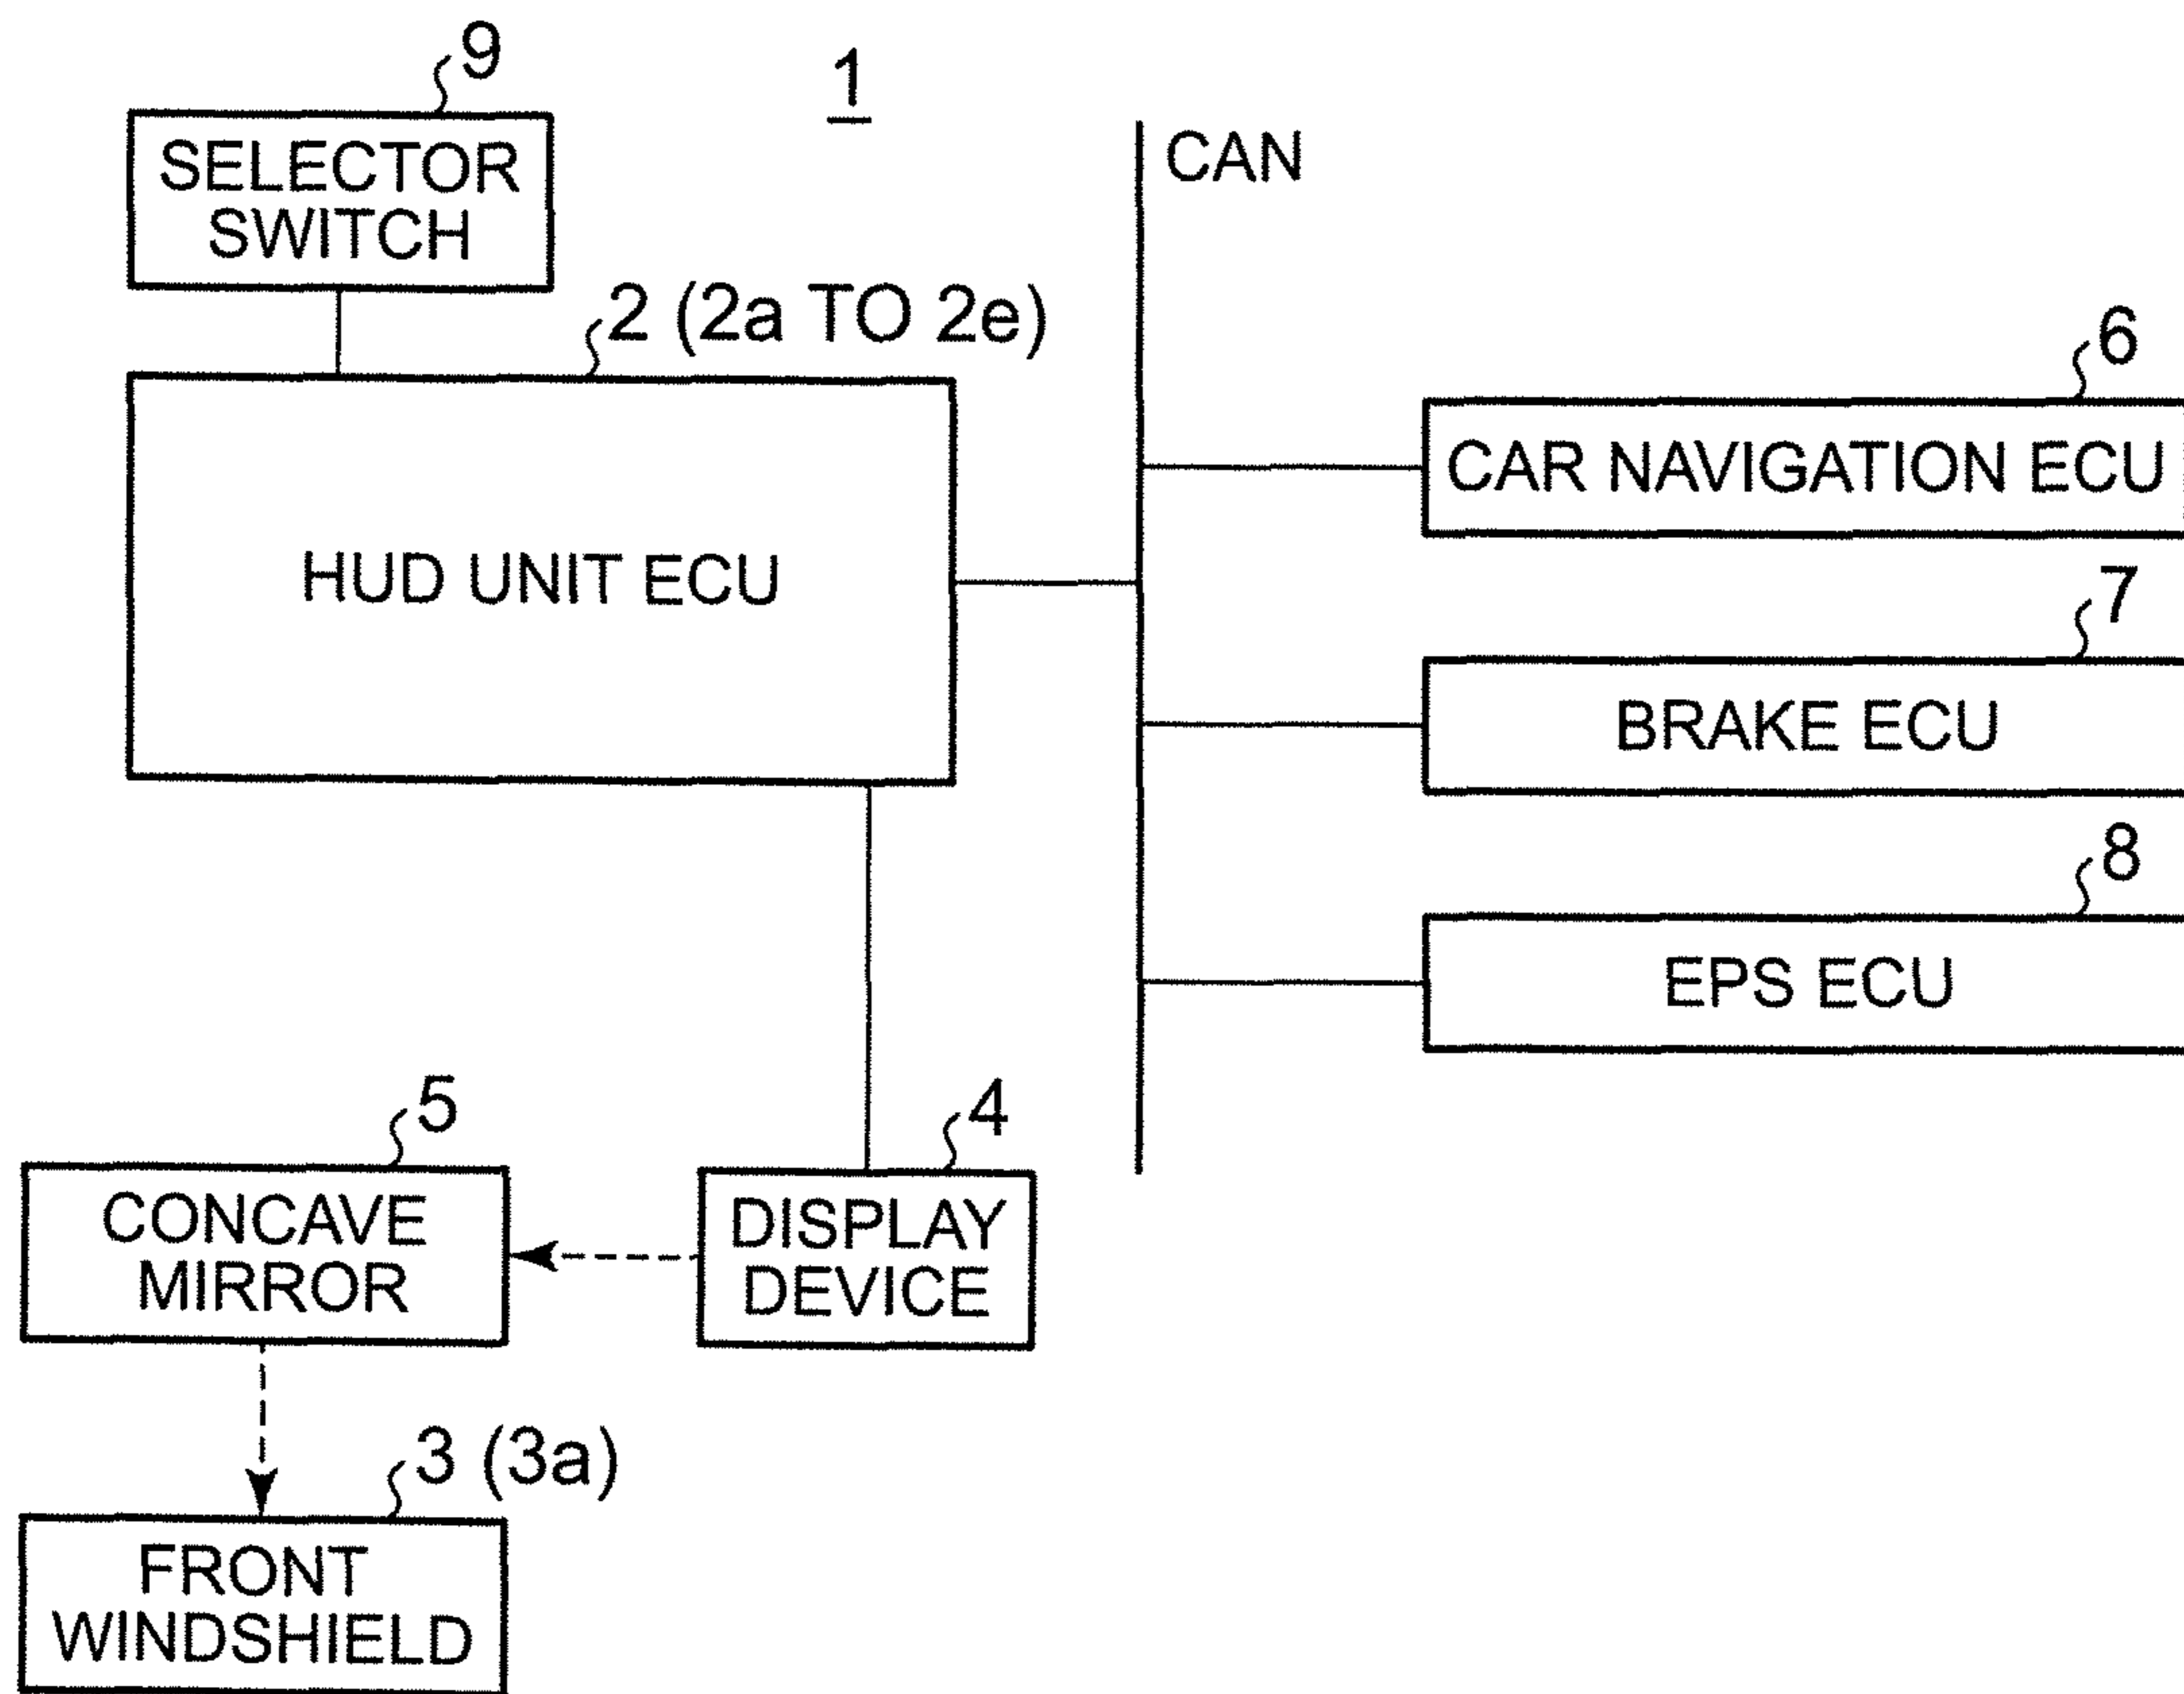 9
1
SELECTOR
SWITCH
CAN
2 (2a TO 2e)
HUD UNIT ECU
6
CAR NAVIGATION ECU
7
BRAKE ECU
8
EPS ECU
5
CONCAVE
MIRROR
4
DISPLAY
DEVICE
3 (3a)
FRONT
WINDSHIELD